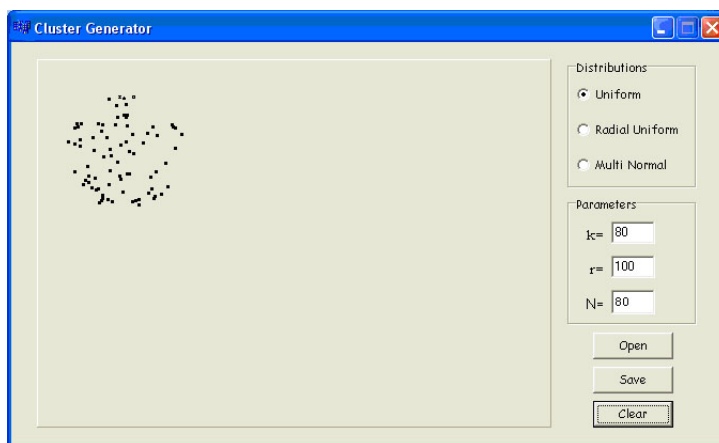 Cluster Generator
Distributions
Uniform
Radial Uniform
Multi Normal
Parameters
k= 80
r= 100
N= 80
Open
Save
Clear